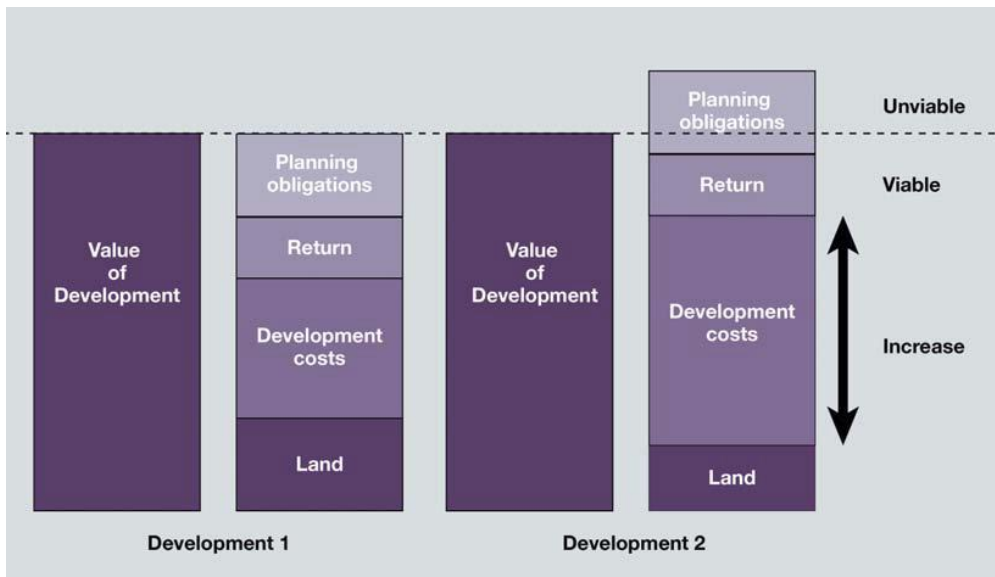 Value
of
Development
Planning
obligations
Return
Development
costs
Land
Development 1
Value
of
Development
Planning
obligations
Return
Development
costs
Land
Development 2
Unviable
Viable
Increase